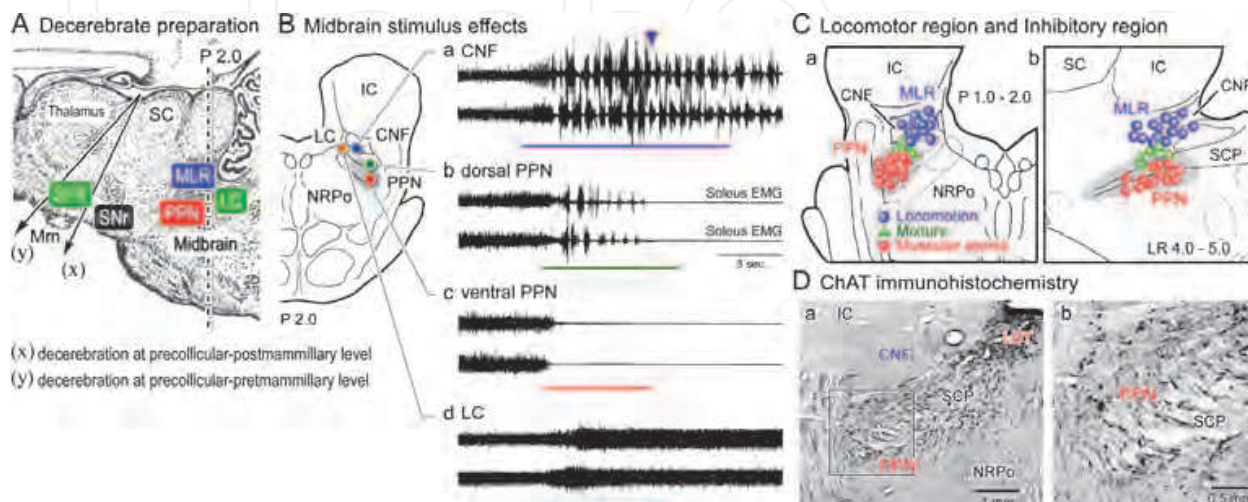 A Decerebrate preparation
P 2.0
Thalamus
SC
MLR
LC
SNr
PPN
Mm
Midbrain
(y)
(x)
(x) decerebration at precollicular-postmammillary level
(y) decerebration at precollicular-pretmammillary level
B Midbrain stimulus effects
IC
LC
CNF
PPN
NRPo
P 2.0
a CNF
b dorsal PPN
Soleus EMG
Soleus EMG
5 sec.
c ventral PPN
d LC
C Locomotor region and Inhibitory region
a
IC
CNF
MLR
P 1.0 - 2.0
PPN
NRPo
Locomotion
Mixture
Muscular atonia
b
SC
IC
CNF
MLR
SCP
PPN
LR 4.0 - 5.0
D ChAT immunohistochemistry
a
IC
LDT
CNF
SCP
PPN
NRPo
b
PPN
SCP